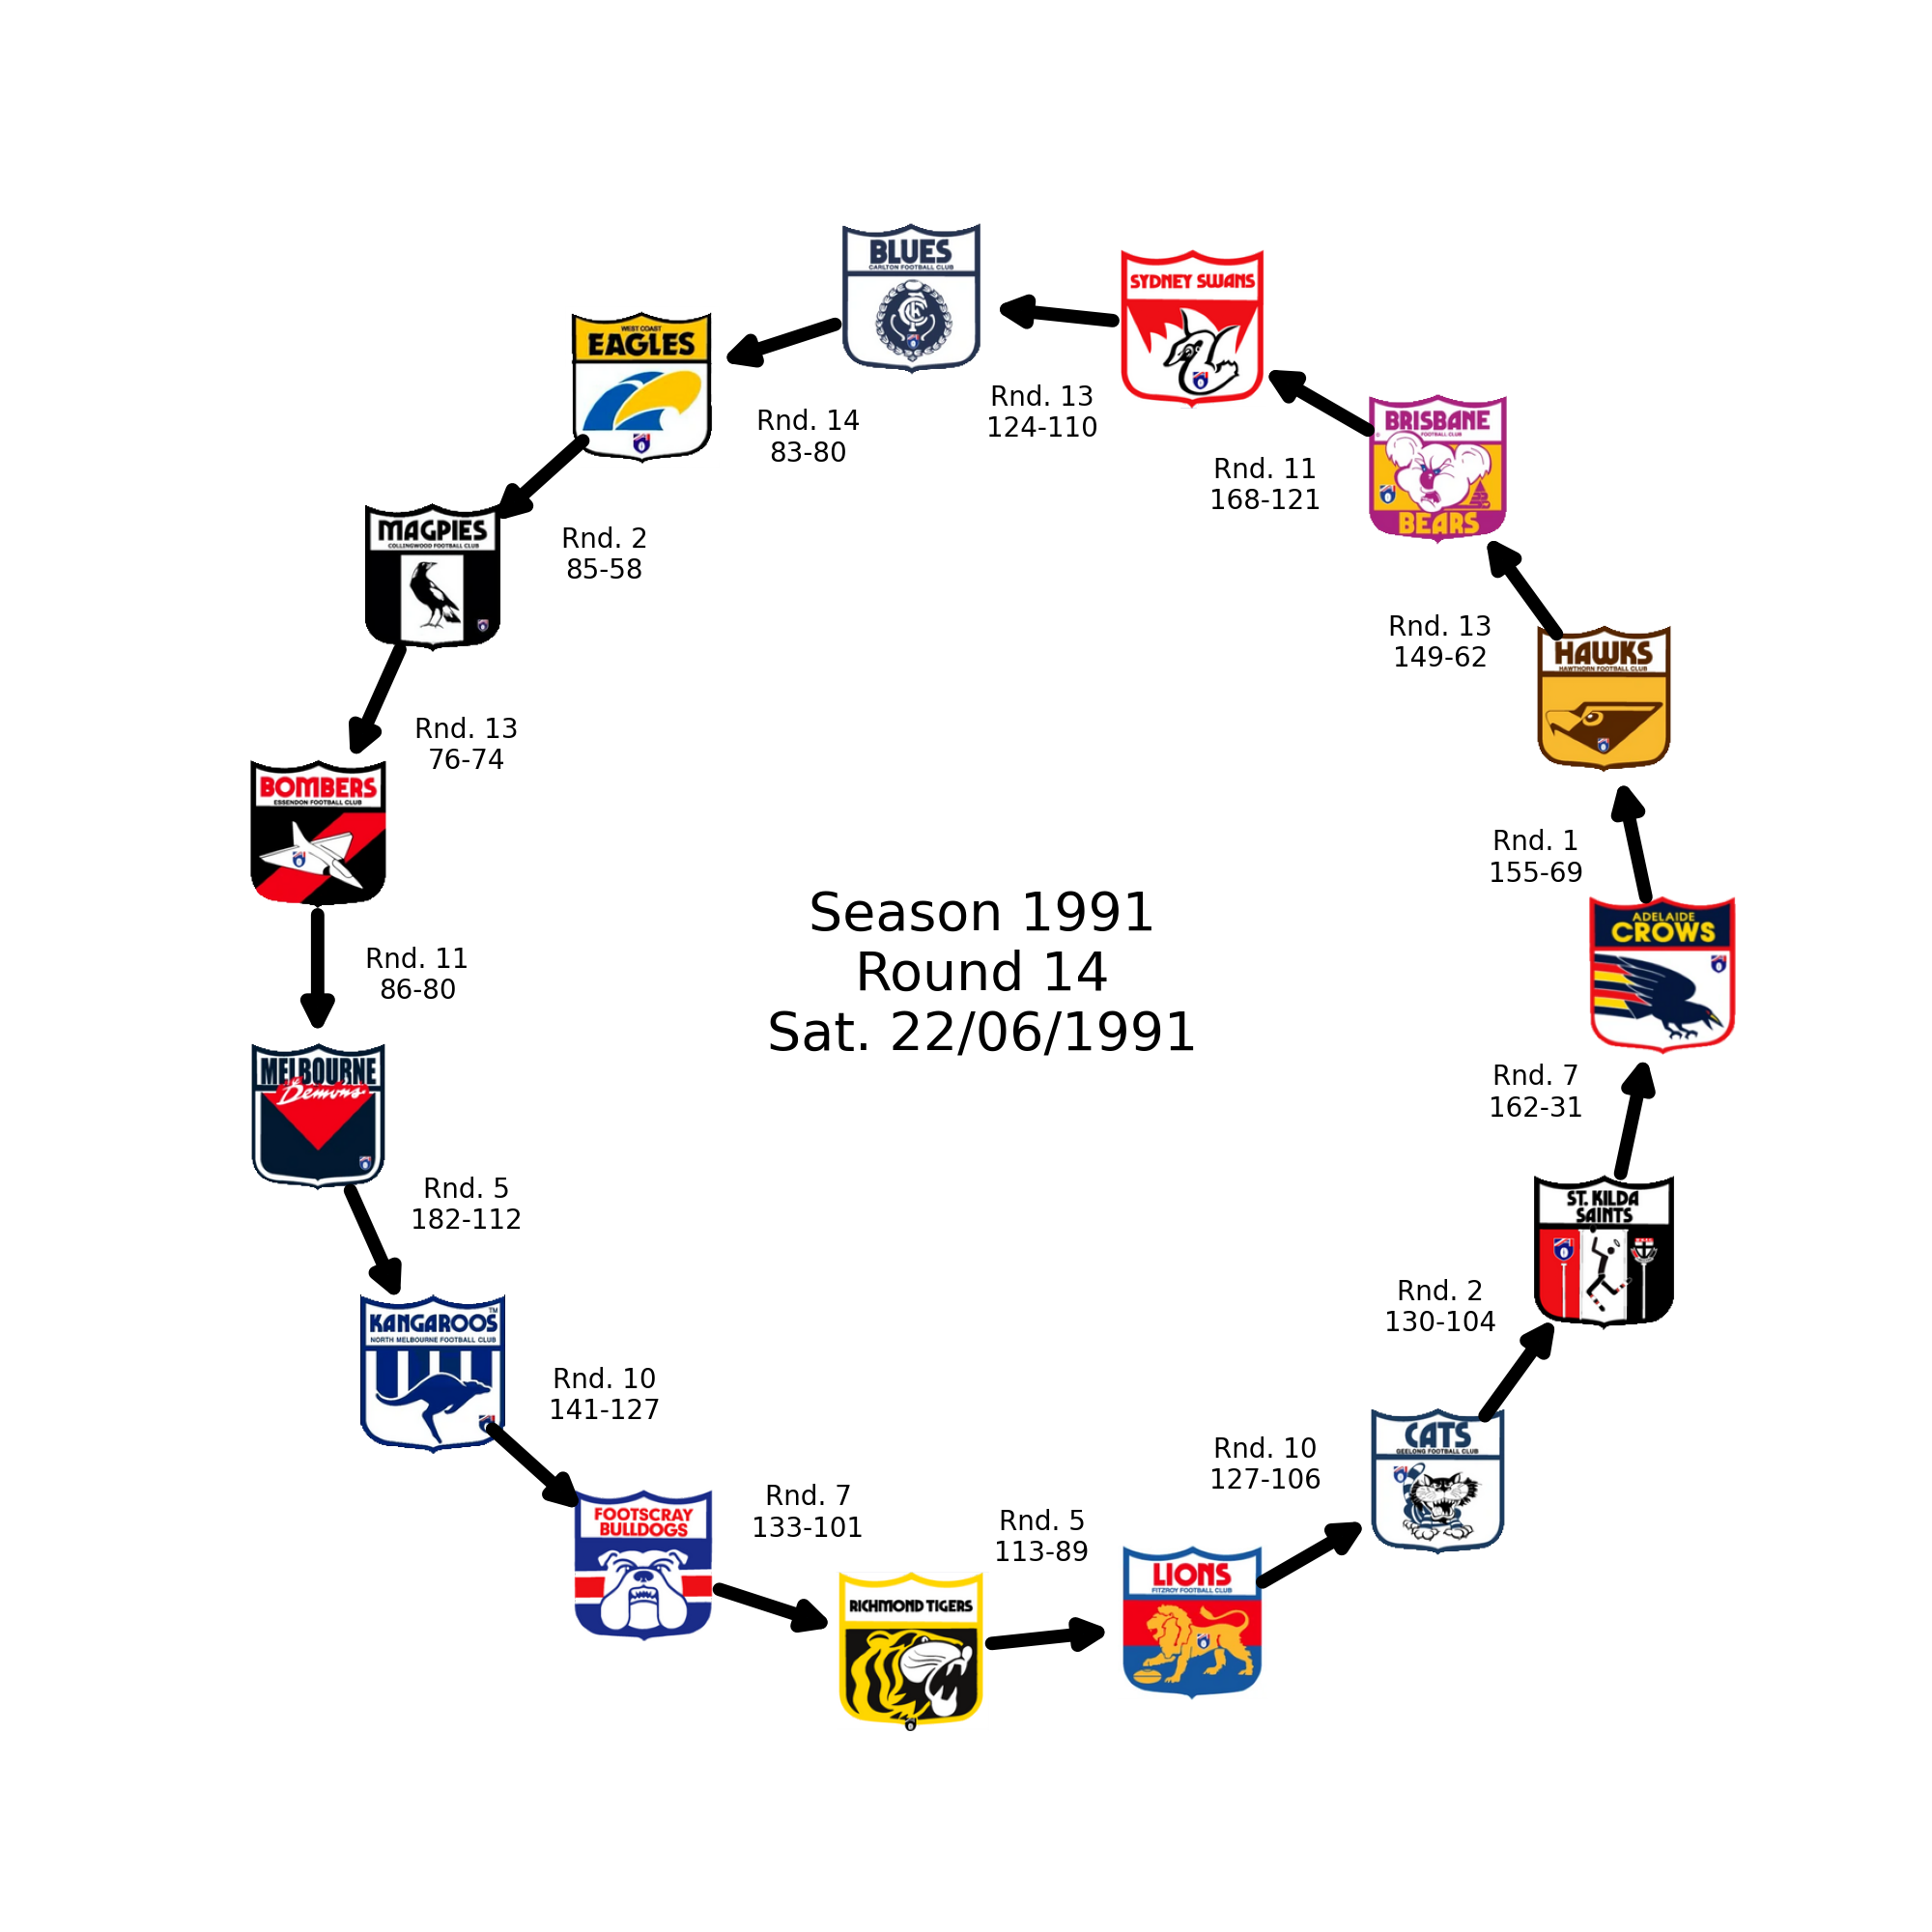 BLUES
CARLTON FOOTBALL CLUB
SYDNEY SWANS
WEST COAST
EAGLES
Rnd. 13
124-110
Rnd. 14
83-80
BRISBANE
FOOTBALL CLUB
BEARS
Rnd. 11
168-121
MAGPIES
COLLINGWOOD FOOTBALL CLUB
Rnd. 2
85-58
HAWKS
HAWTHORN FOOTBALL CLUB
Rnd. 13
149-62
Rnd. 13
76-74
BOMBERS
ESSENDON FOOTBALL CLUB
Rnd. 1
155-69
ADELAIDE
CROWS
Season 1991
Round 14
Sat. 22/06/1991
Rnd. 11
86-80
MELBOURNE
The Demons
Rnd. 7
162-31
Rnd. 5
182-112
ST. KILDA
SAINTS
Rnd. 2
130-104
KANGAROOS
TM
NORTH MELBOURNE FOOTBALL CLUB
Rnd. 10
141-127
CATS
GEELONG FOOTBALL CLUB
Rnd. 10
127-106
FOOTSCRAY
BULLDOGS
Rnd. 7
133-101
Rnd. 5
113-89
LIONS
FITZROY FOOTBALL CLUB
RICHMOND TIGERS